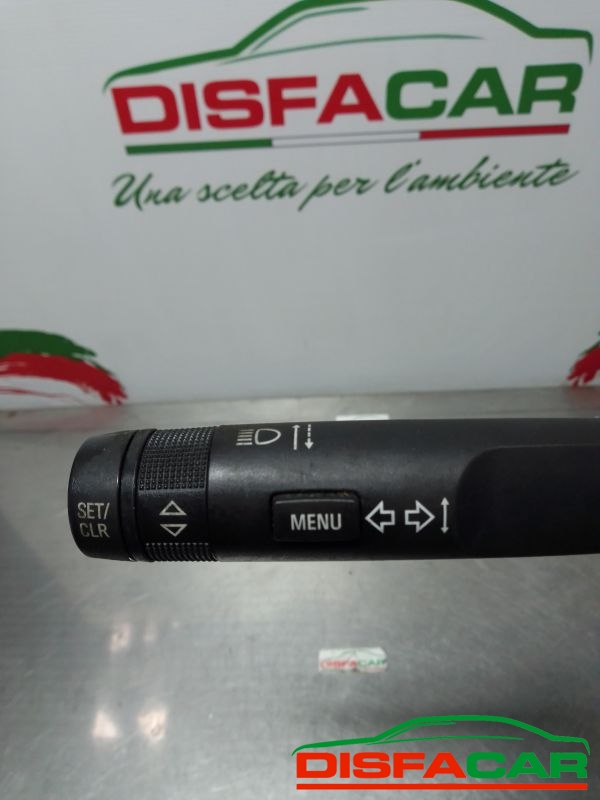 DISFACAR
Una scelta per l'ambiente
SET/
CLR
MENU
DISFACAR
DISFACAR